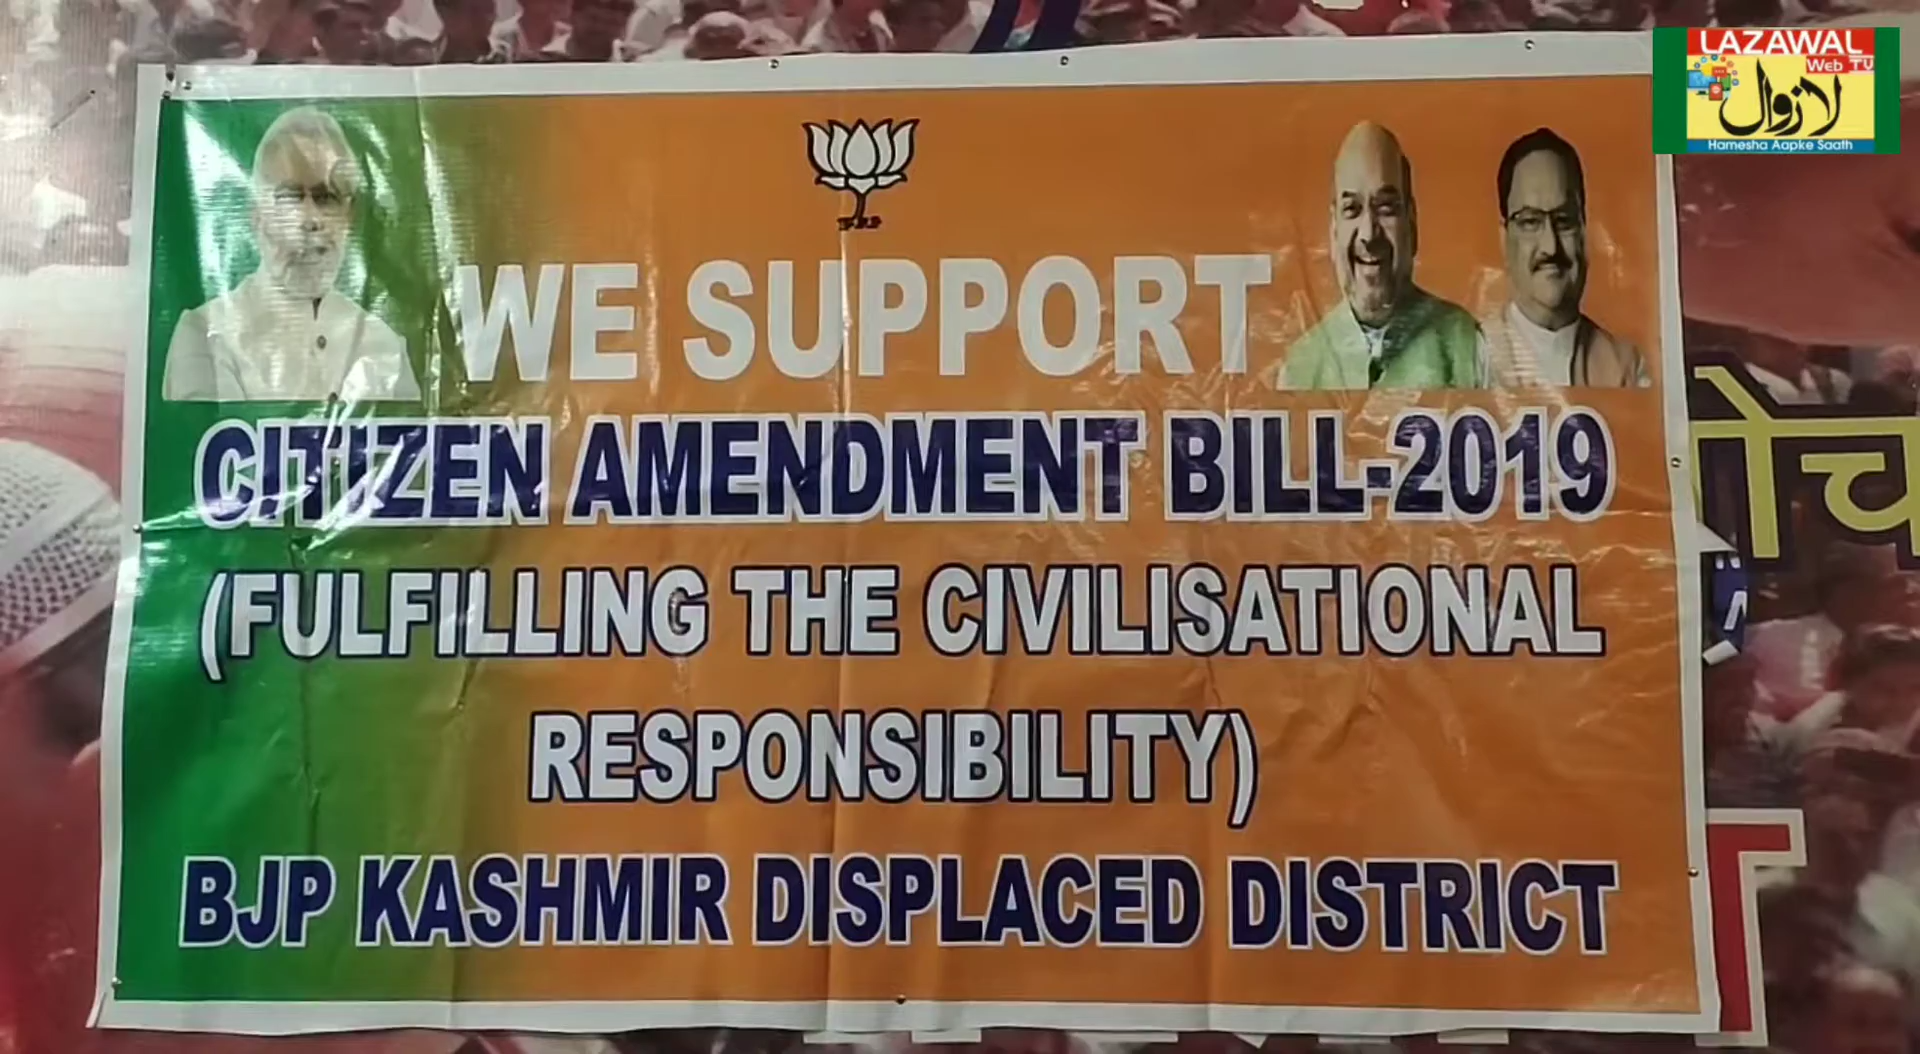 LAZAWAL
Web TV
لازوال
Hamesha Aapke Saath
WE SUPPORT
CITIZEN AMENDMENT BILL-2019
(FULFILLING THE CIVILISATIONAL
RESPONSIBILITY)
BJP KASHMIR DISPLACED DISTRICT